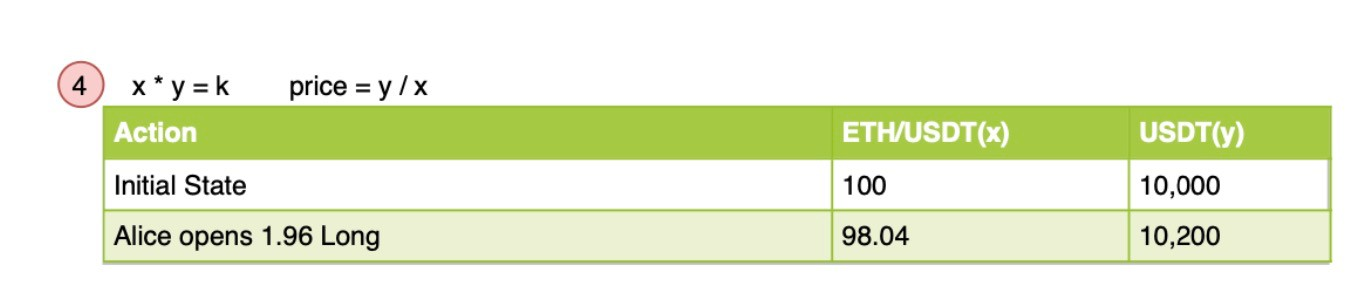 4 x * y = k price = y / x
Action ETH/USDT(x) USDT(y)
Initial State 100 10,000
Alice opens 1.96 Long 98.04 10,200